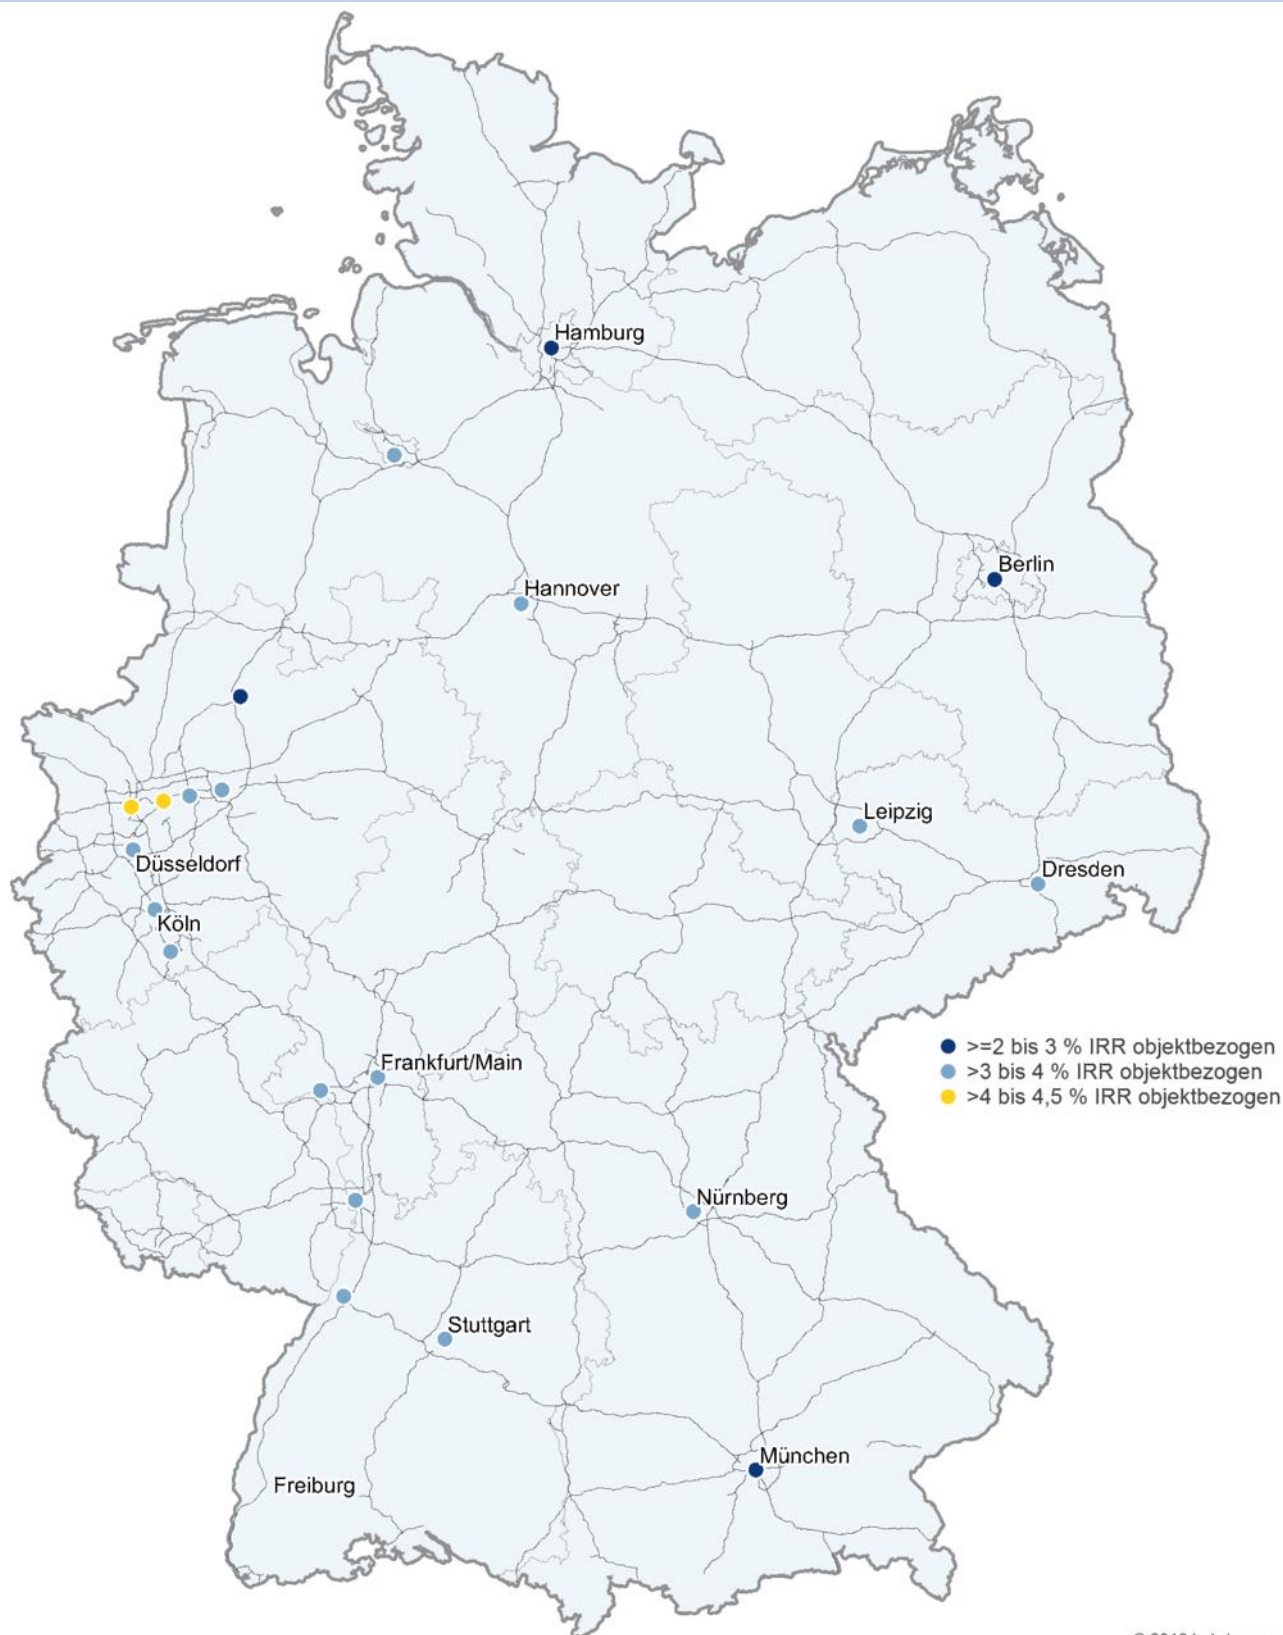 Hamburg
Berlin
Hannover
Leipzig
Düsseldorf
Dresden
Köln
>=2 bis 3 % IRR objektbezogen
Frankfurt/Main
>3 bis 4 % IRR objektbezogen
>4 bis 4,5 % IRR objektbezogen
Nürnberg
Stuttgart
München
Freiburg